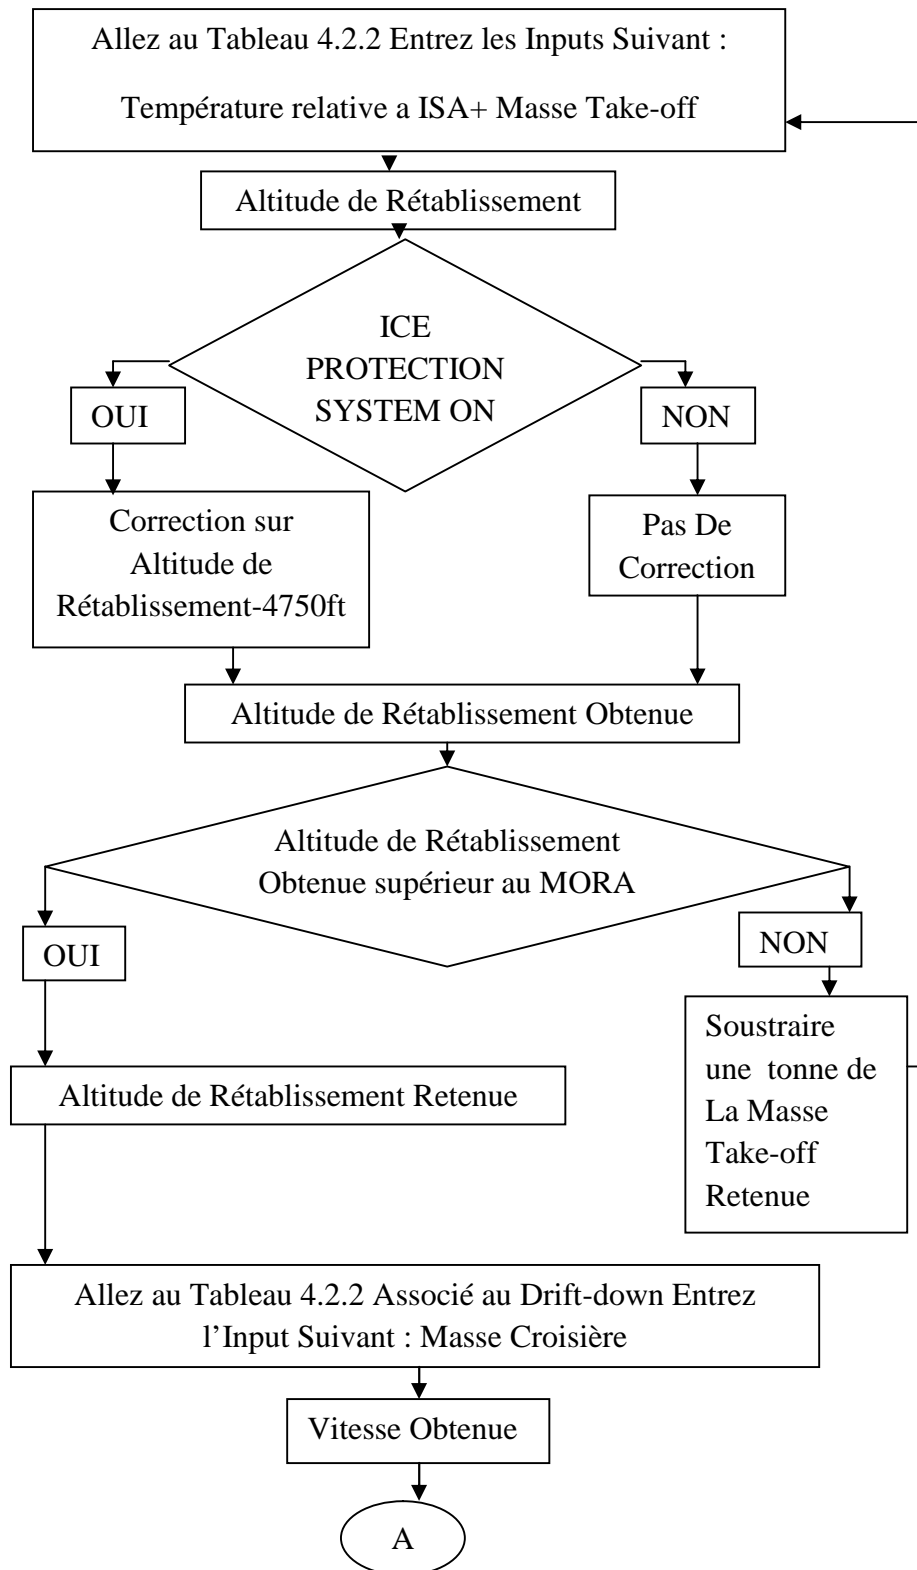 Allez au Tableau 4.2.2 Entrez les Inputs Suivant :
Température relative a ISA+ Masse Take-off
Altitude de Rétablissement
ICE
PROTECTION
SYSTEM ON
OUI
NON
Correction sur
Altitude de
Rétablissement-4750ft
Pas De
Correction
Altitude de Rétablissement Obtenue
Altitude de Rétablissement
Obtenue supérieur au MORA
OUI
NON
Soustraire
une tonne de
La Masse
Take-off
Retenue
Altitude de Rétablissement Retenue
Allez au Tableau 4.2.2 Associé au Drift-down Entrez
l’Input Suivant : Masse Croisière
Vitesse Obtenue
A